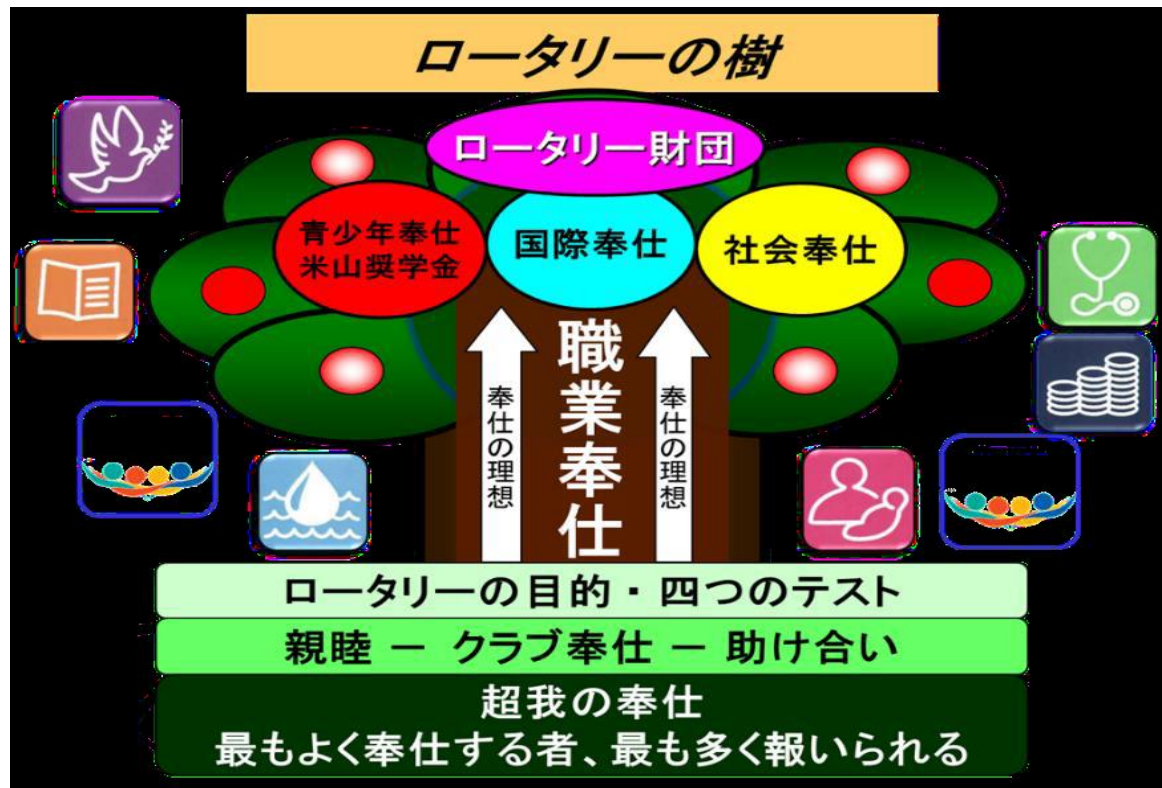 ロータリーの樹
ロータリー財団
青少年奉仕
米山奨学金
国際奉仕
社会奉仕
奉仕の理想
職業奉仕
奉仕の理想
ロータリーの目的・四つのテスト
親睦 － クラブ奉仕 － 助け合い
超我の奉仕
最もよく奉仕する者、最も多く報いられる